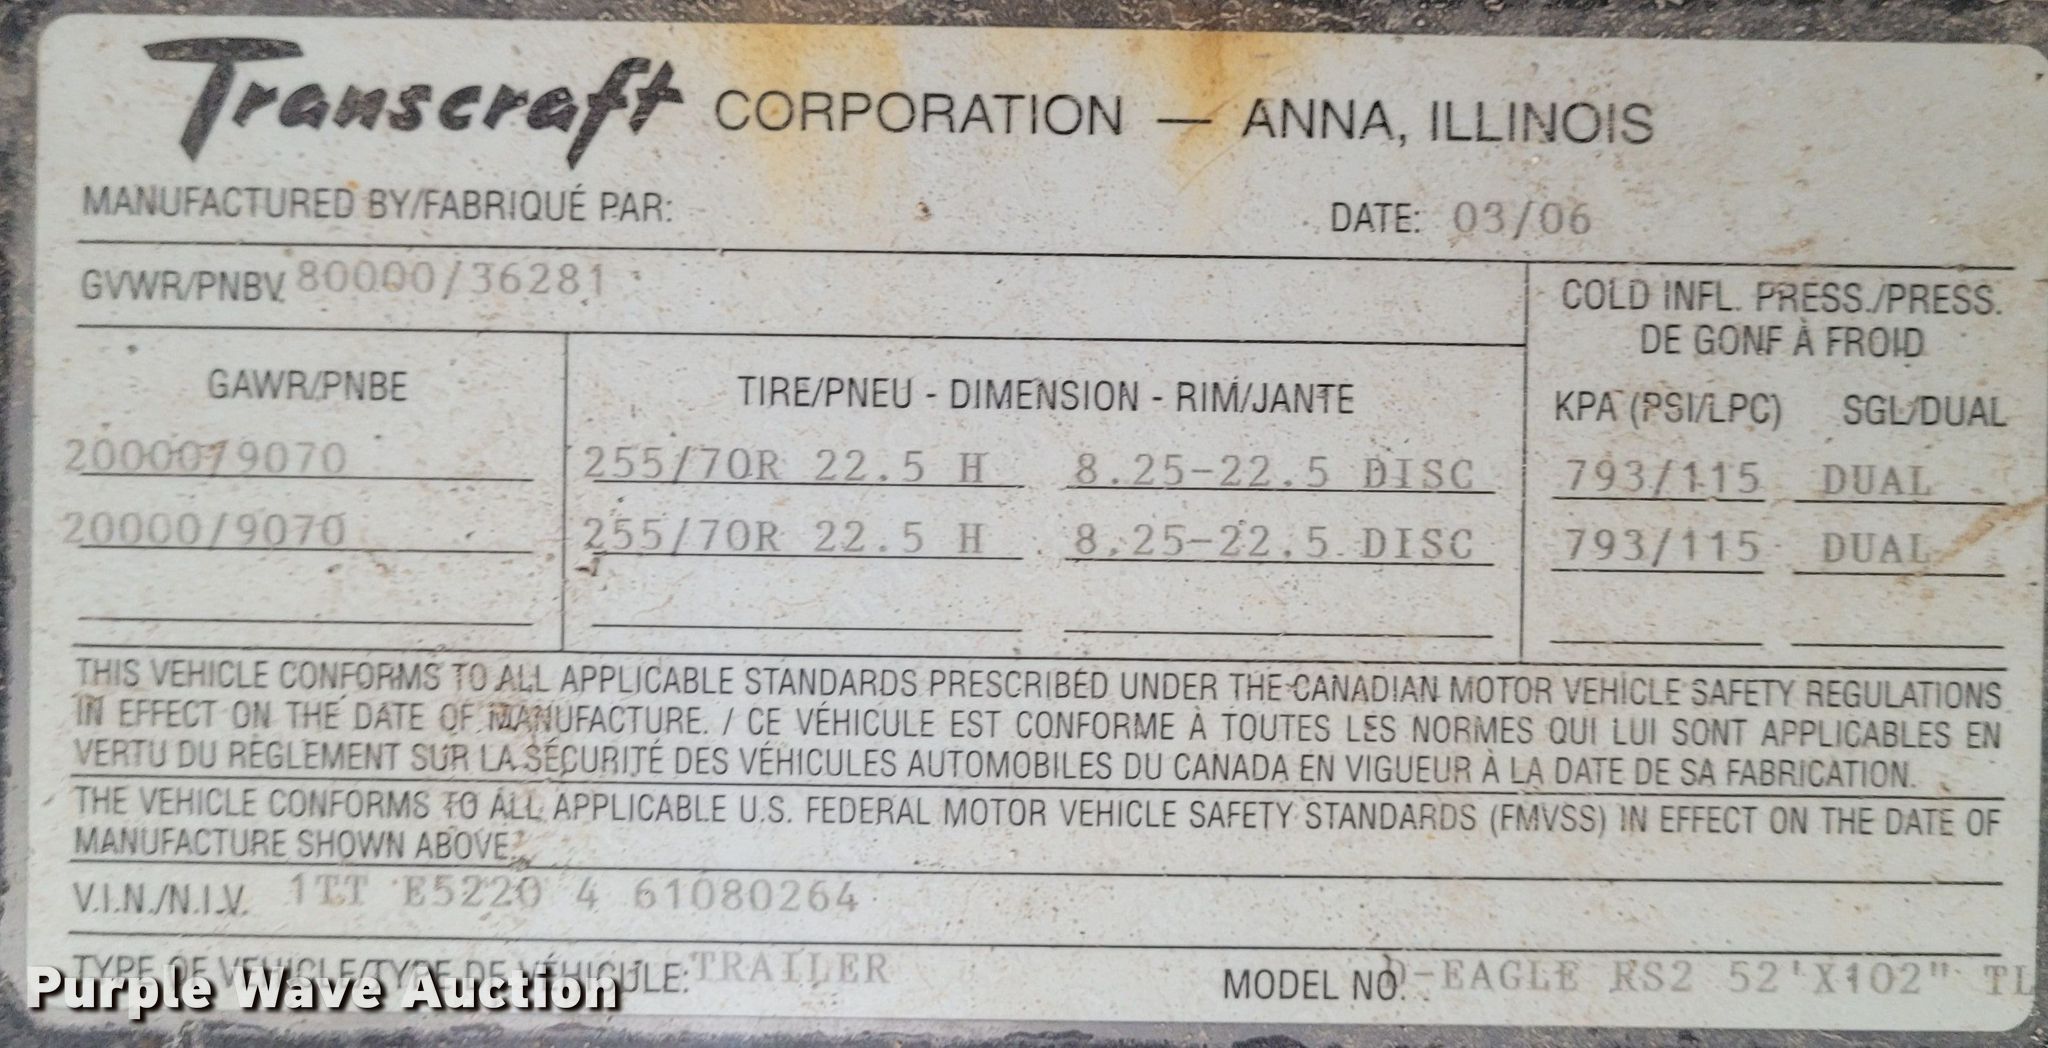 Transcraft CORPORATION — ANNA, ILLINOIS
MANUFACTURED BY/FABRIQUÉ PAR: DATE: 03/06
GVWR/PNBV 80000/36281
COLD INFL. PRESS./PRESS.
DE GONF À FROID
GAWR/PNBE TIRE/PNEU - DIMENSION - RIM/JANTE KPA (PSI/LPC) SGL/DUAL
20000/9070 255/70R 22.5 H 8.25-22.5 DISC 793/115 DUAL
20000/9070 255/70R 22.5 H 8.25-22.5 DISC 793/115 DUAL
THIS VEHICLE CONFORMS TO ALL APPLICABLE STANDARDS PRESCRIBED UNDER THE CANADIAN MOTOR VEHICLE SAFETY REGULATIONS
IN EFFECT ON THE DATE OF MANUFACTURE. / CE VÉHICULE EST CONFORME À TOUTES LES NORMES QUI LUI SONT APPLICABLES EN
VERTU DU RÈGLEMENT SUR LA SÉCURITÉ DES VÉHICULES AUTOMOBILES DU CANADA EN VIGUEUR À LA DATE DE SA FABRICATION.
THE VEHICLE CONFORMS TO ALL APPLICABLE U.S. FEDERAL MOTOR VEHICLE SAFETY STANDARDS (FMVSS) IN EFFECT ON THE DATE OF
MANUFACTURE SHOWN ABOVE.
V.I.N./N.I.V. 1TT E5220 4 61080264
TYPE OF VEHICLE/TYPE DE VÉHICULE: TRAILER MODEL NO. D-EAGLE RS2 52'X102" TL
Purple Wave Auction